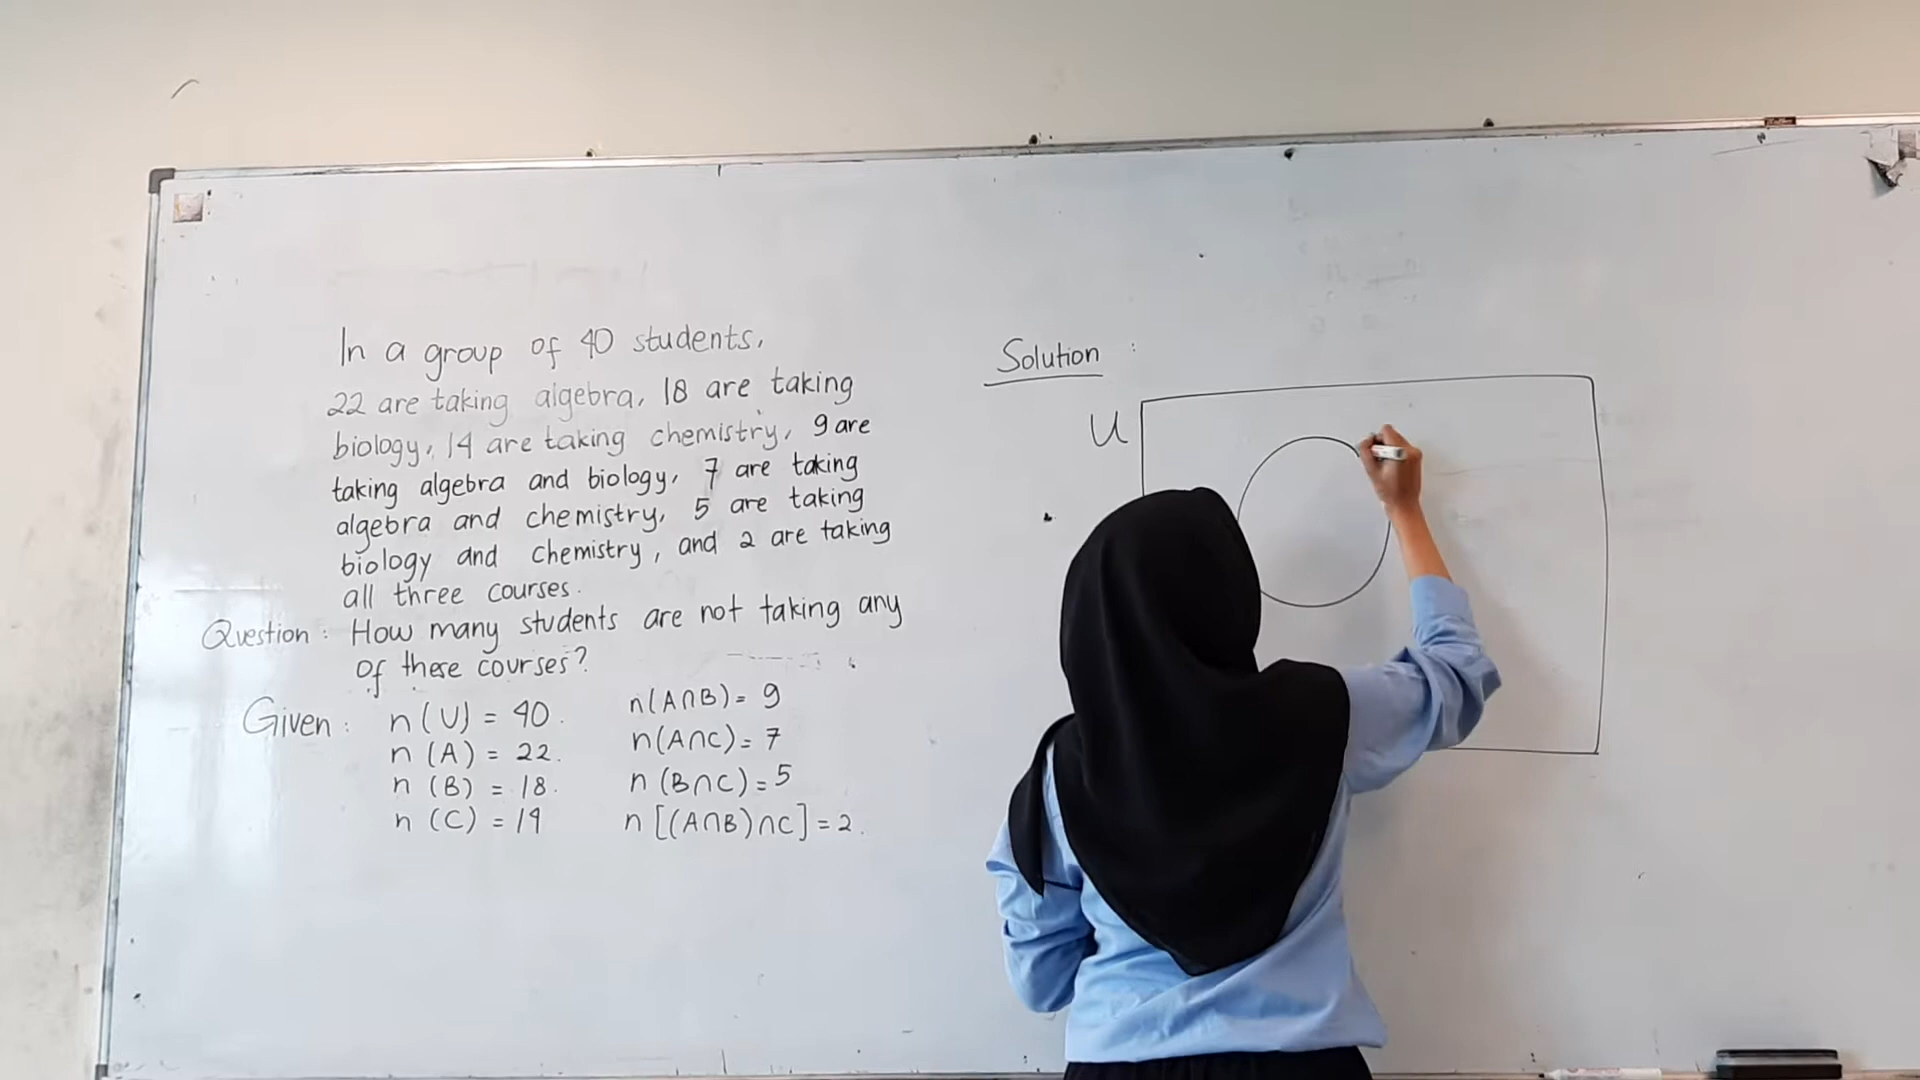 In a group of 40 students,
22 are taking algebra, 18 are taking
biology, 14 are taking chemistry, 9 are
taking algebra and biology, 7 are taking
algebra and chemistry, 5 are taking
biology and chemistry, and 2 are taking
all three courses.
Question: How many students are not taking any
of these courses?
Given: n(U) = 40.
n(A) = 22.
n(B) = 18.
n(C) = 14
n(A∩B) = 9
n(A∩C) = 7
n(B∩C) = 5
n[(A∩B)∩C] = 2.
Solution :
U